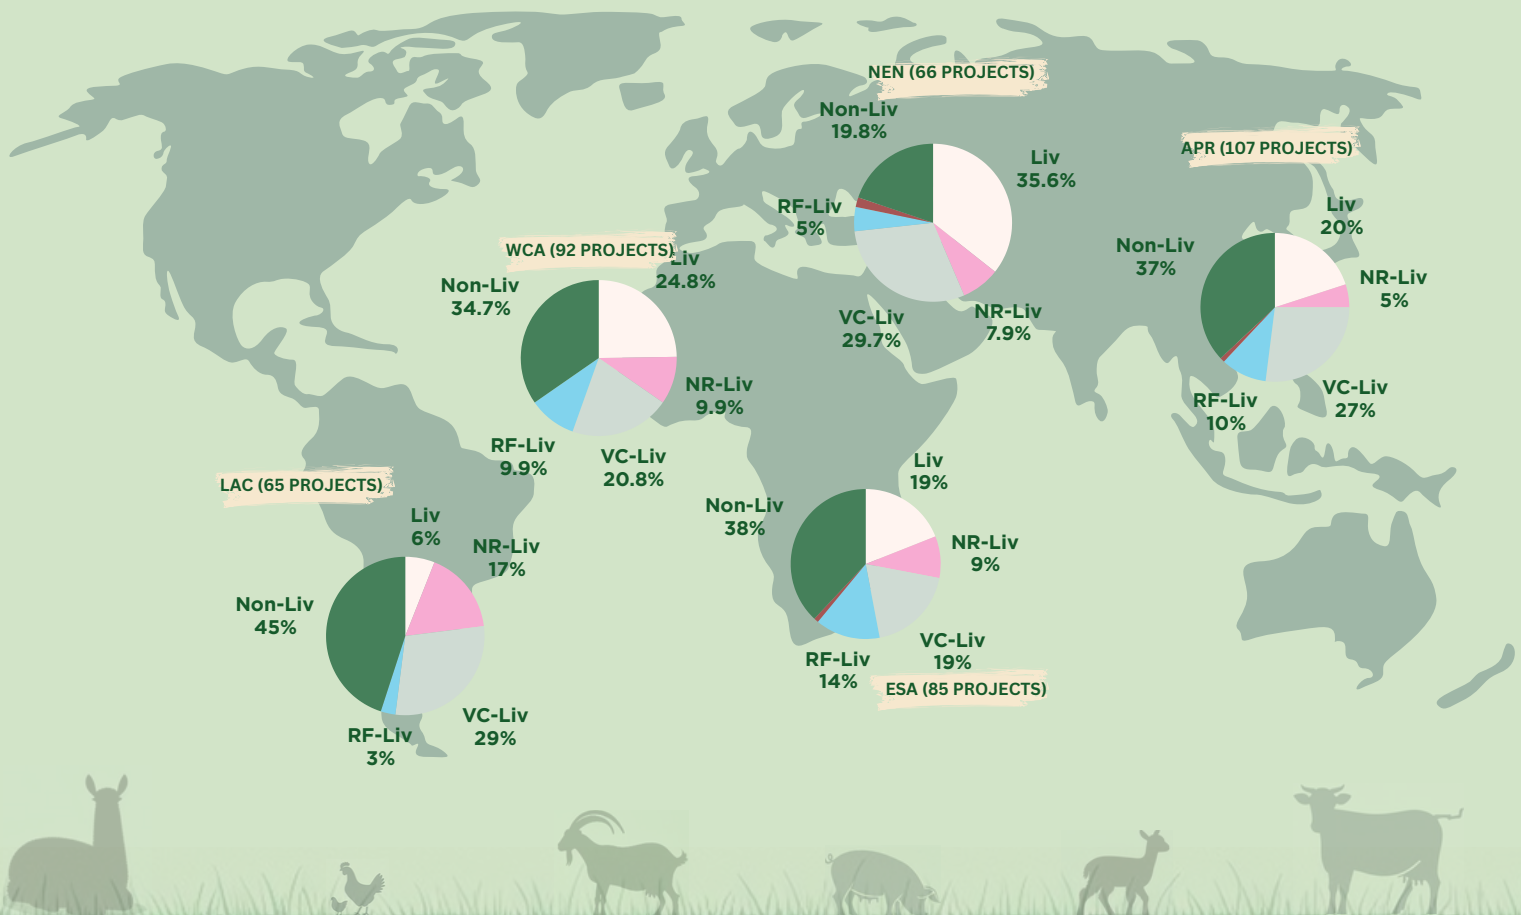 NEN (66 PROJECTS)
Non-Liv
19.8%
Liv
35.6%
RF-Liv
5%
VC-Liv
29.7%
NR-Liv
7.9%
APR (107 PROJECTS)
Liv
20%
Non-Liv
37%
NR-Liv
5%
RF-Liv
10%
VC-Liv
27%
WCA (92 PROJECTS)
Liv
24.8%
Non-Liv
34.7%
NR-Liv
9.9%
RF-Liv
9.9%
VC-Liv
20.8%
LAC (65 PROJECTS)
Liv
6%
NR-Liv
17%
Non-Liv
45%
VC-Liv
29%
RF-Liv
3%
Liv
19%
Non-Liv
38%
NR-Liv
9%
VC-Liv
19%
RF-Liv
14%
ESA (85 PROJECTS)